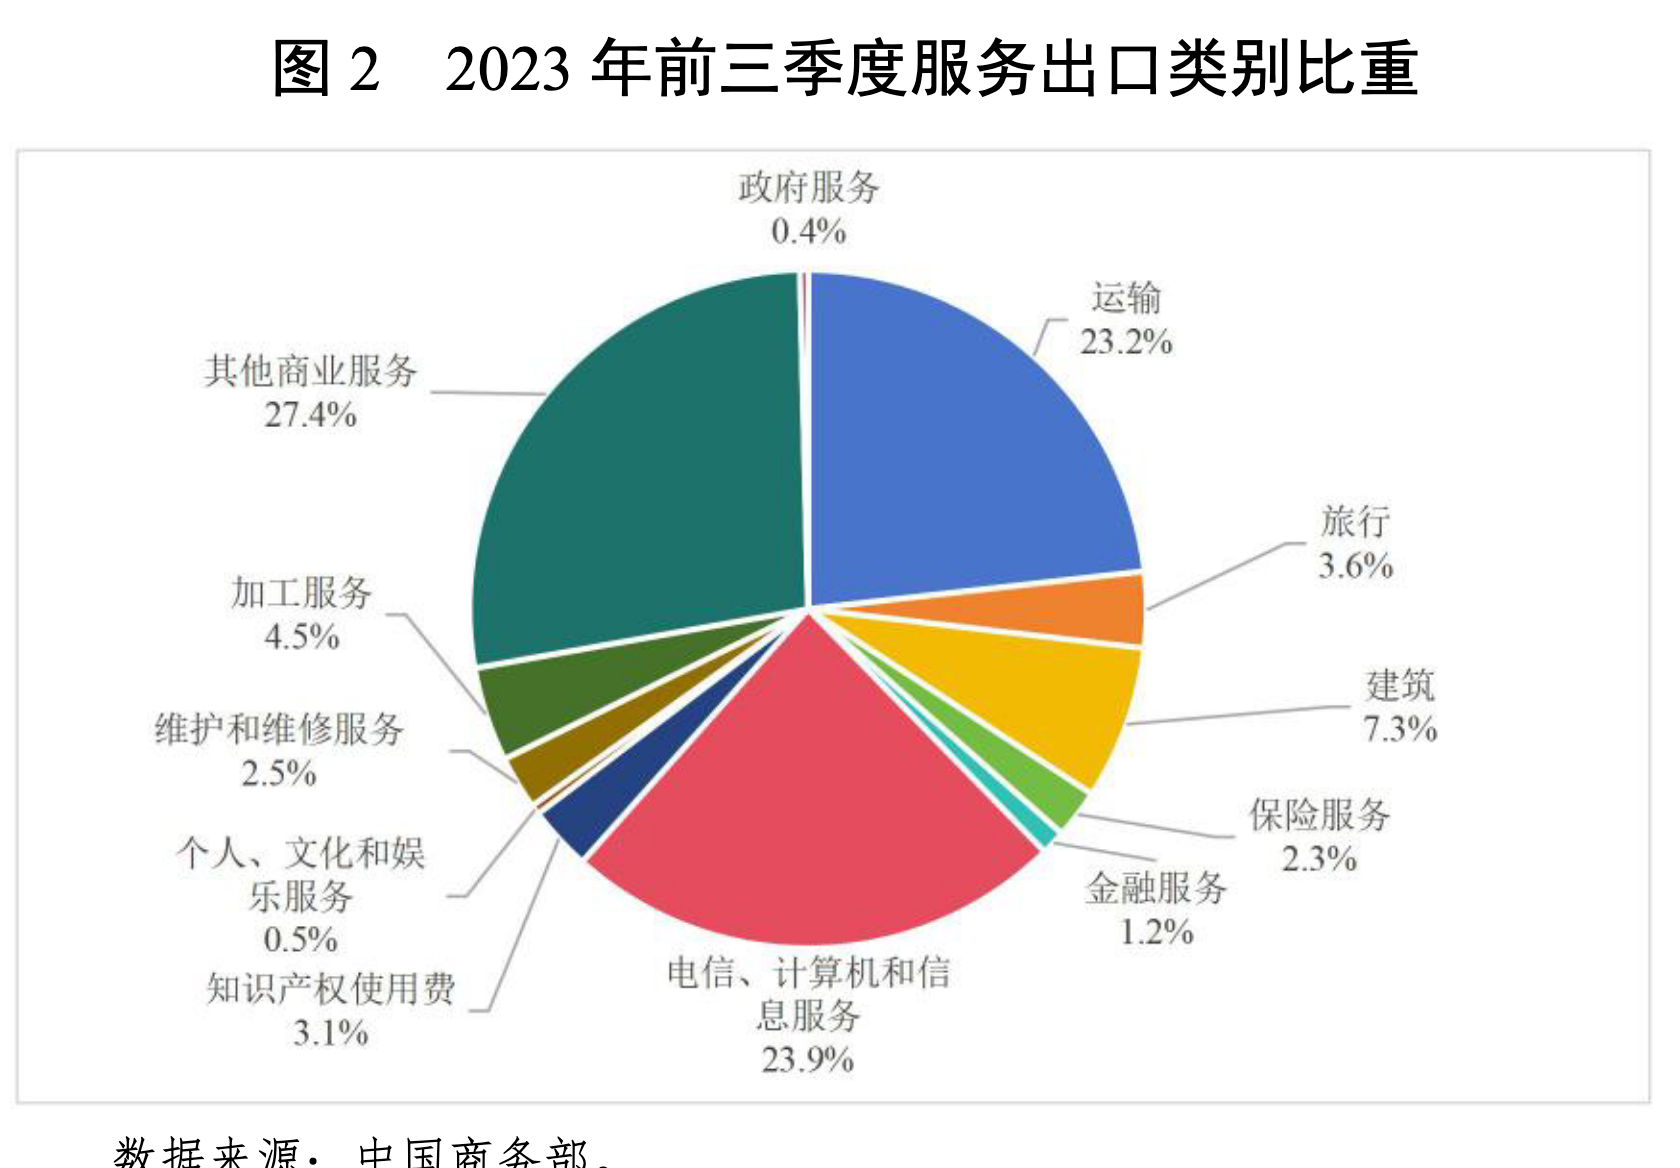 图 2 2023 年前三季度服务出口类别比重
政府服务
0.4%
运输
23.2%
旅行
3.6%
建筑
7.3%
保险服务
2.3%
金融服务
1.2%
电信、计算机和信
息服务
23.9%
知识产权使用费
3.1%
个人、文化和娱
乐服务
0.5%
维护和维修服务
2.5%
加工服务
4.5%
其他商业服务
27.4%
数据来源：中国商务部。